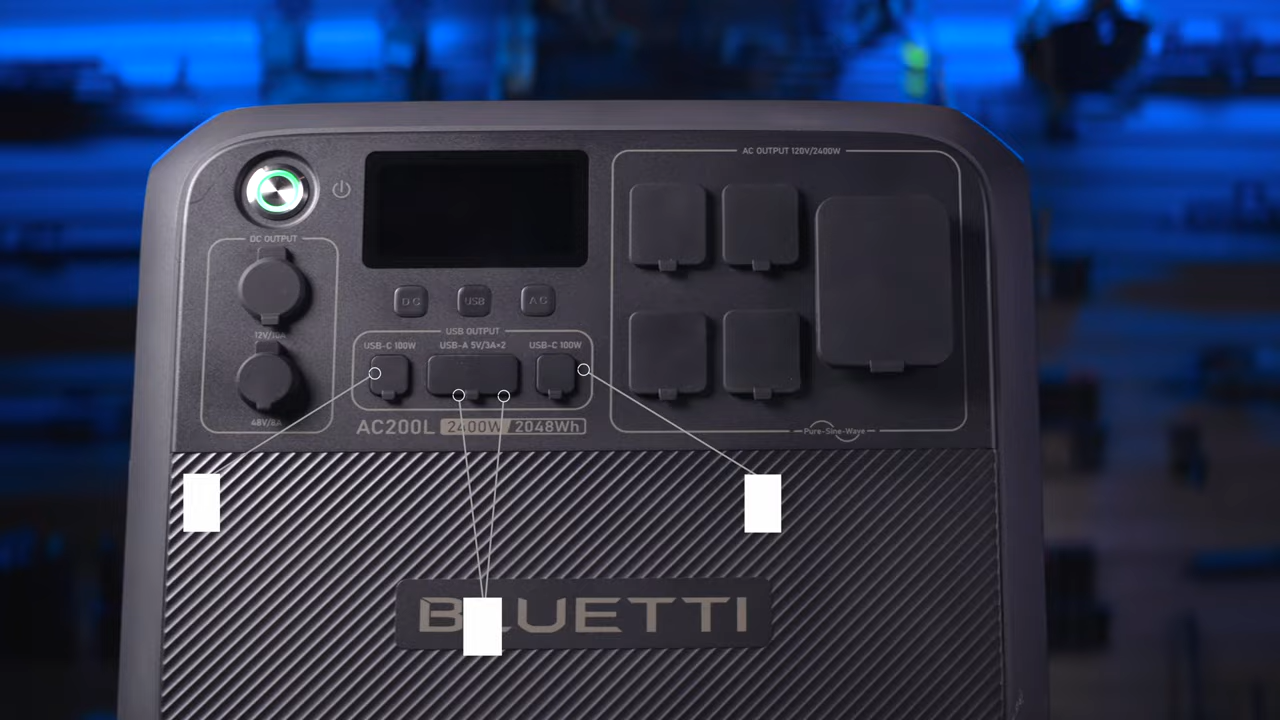 AC OUTPUT 120V/2400W
DC OUTPUT
12V/10A
48V/8A
DC
USB
AC
USB OUTPUT
USB-C 100W
USB-A 5V/3A×2
USB-C 100W
AC200L 2400W/2048Wh
Pure-Sine-Wave
BLUETTI